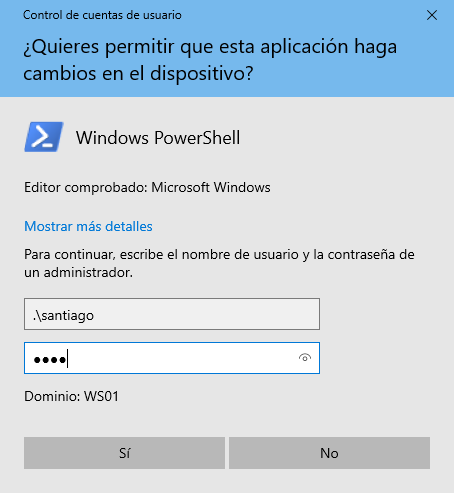 Control de cuentas de usuario
¿Quieres permitir que esta aplicación haga
cambios en el dispositivo?
Windows PowerShell
Editor comprobado: Microsoft Windows
Mostrar más detalles
Para continuar, escribe el nombre de usuario y la contraseña de
un administrador.
.\santiago
●●●●
Dominio: WS01
Sí
No